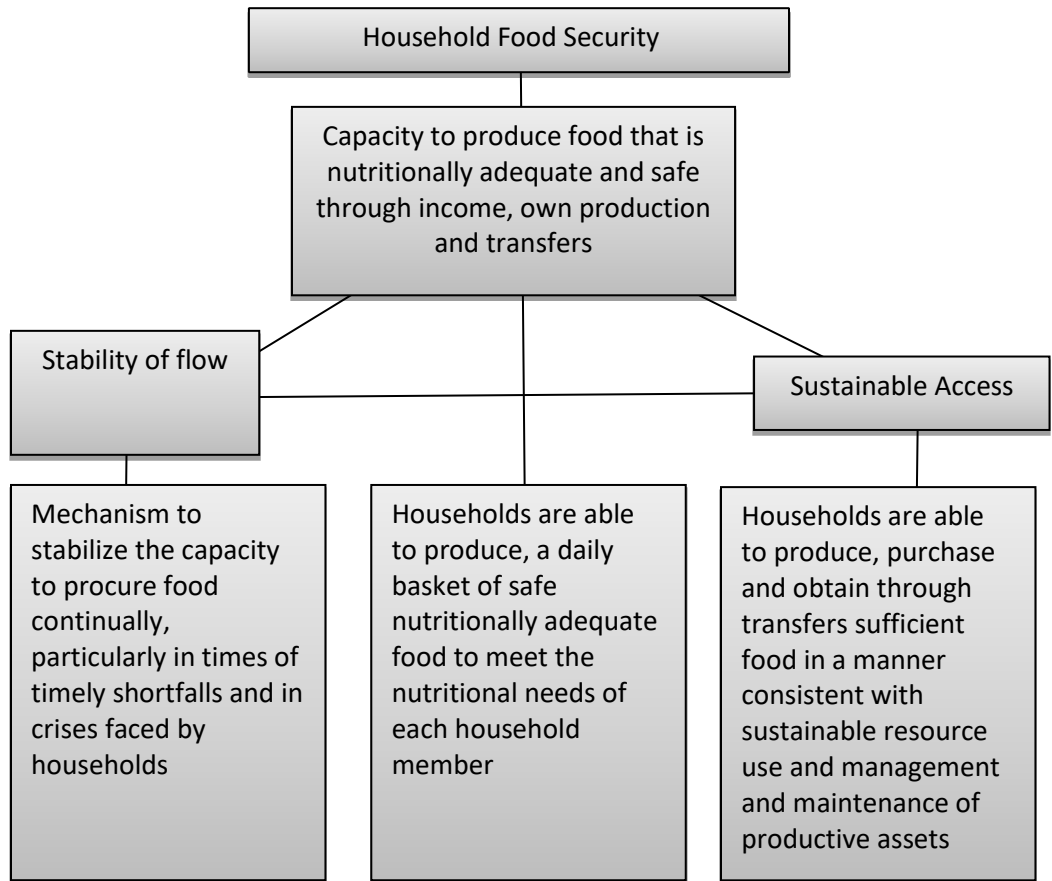 Household Food Security
Capacity to produce food that is
nutritionally adequate and safe
through income, own production
and transfers
Stability of flow
Sustainable Access
Mechanism to
stabilize the capacity
to procure food
continually,
particularly in times of
timely shortfalls and in
crises faced by
households
Households are able
to produce, a daily
basket of safe
nutritionally adequate
food to meet the
nutritional needs of
each household
member
Households are able
to produce, purchase
and obtain through
transfers sufficient
food in a manner
consistent with
sustainable resource
use and management
and maintenance of
productive assets